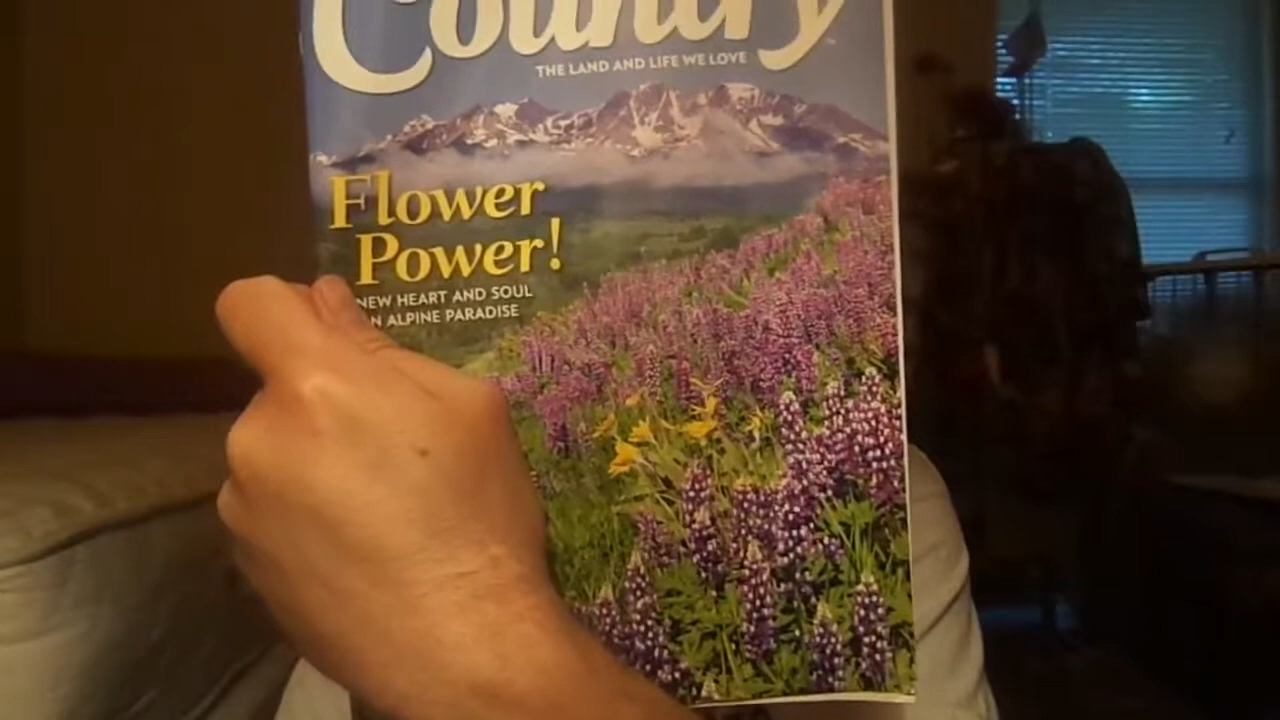 Country
THE LAND AND LIFE WE LOVE
Flower
Power!
NEW HEART AND SOUL
ALPINE PARADISE